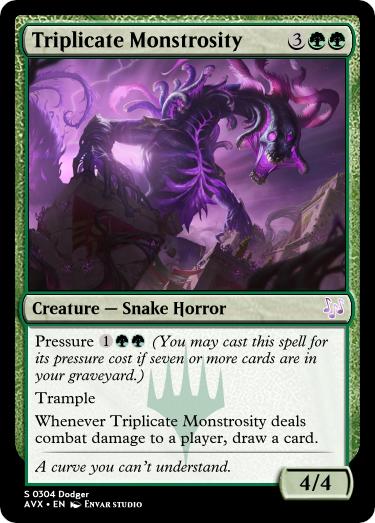 Triplicate Monstrosity 3
Creature — Snake Horror
Pressure 1 (You may cast this spell for
its pressure cost if seven or more cards are in
your graveyard.)
Trample
Whenever Triplicate Monstrosity deals
combat damage to a player, draw a card.
A curve you can't understand.
4/4
S 0304 Dodger
AVX • EN ENVAR STUDIO